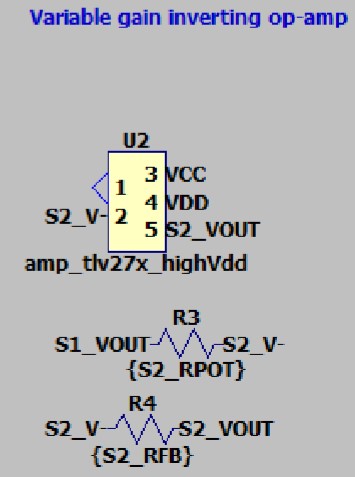 Variable gain inverting op-amp
U2
3 VCC
1
4 VDD
S2_V- 2
5 S2_VOUT
amp_tlv27x_highVdd
R3
S1_VOUT S2_V-
{S2_RPOT}
R4
S2_V- S2_VOUT
{S2_RFB}